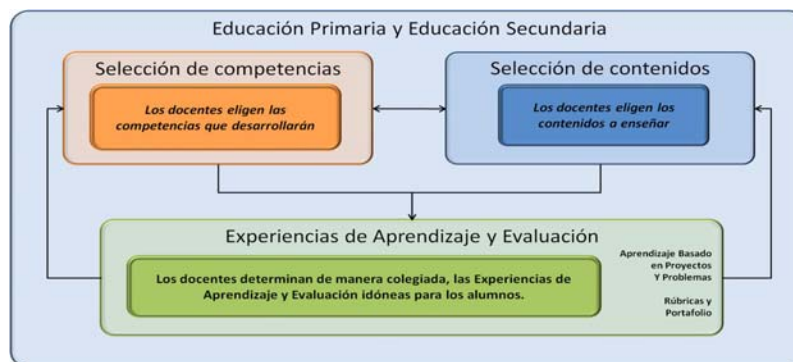 Educación Primaria y Educación Secundaria
Selección de competencias
Los docentes eligen las
competencias que desarrollarán
Selección de contenidos
Los docentes eligen los
contenidos a enseñar
Experiencias de Aprendizaje y Evaluación
Los docentes determinan de manera colegiada, las Experiencias de
Aprendizaje y Evaluación idóneas para los alumnos.
Aprendizaje Basado
en Proyectos
Y Problemas
Rúbricas y
Portafolio